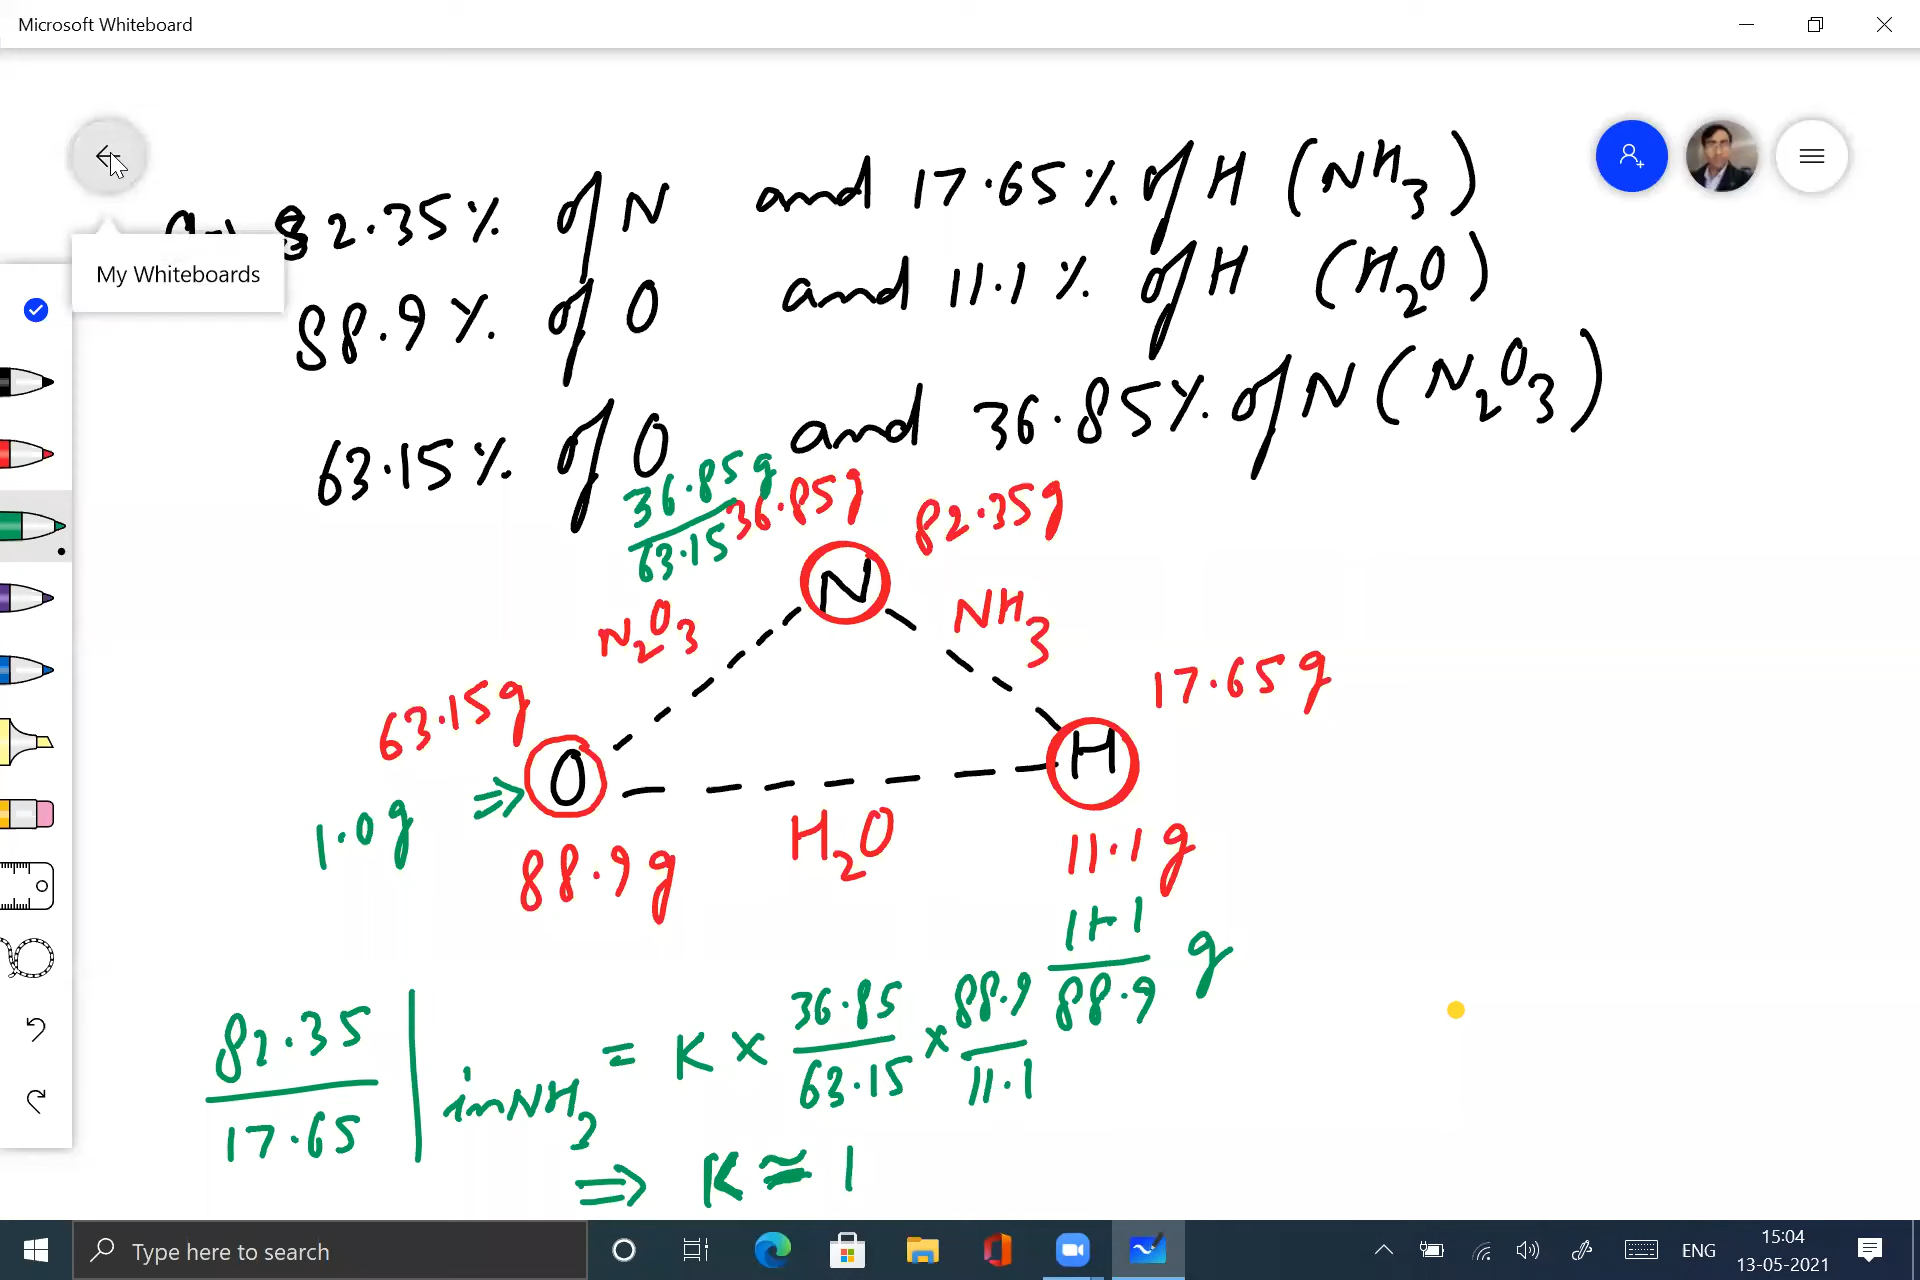 Microsoft Whiteboard
82.35% of N and 17.65% of H (NH3)
My Whiteboards
88.9% of O and 11.1% of H (H2O)
63.15% of O and 36.85% of N (N2O3)
36.85g
63.15
36.85g
82.35g
N
N2O3
NH3
63.15g
17.65g
O
H
1.0g ⇒
H2O
88.9g
11.1g
11.1
88.9 g
82.35
17.65 | in NH3 = K × 36.85/63.15 × 88.9/11.1
⇒ K ≅ 1
Type here to search
ENG
15:04
13-05-2021